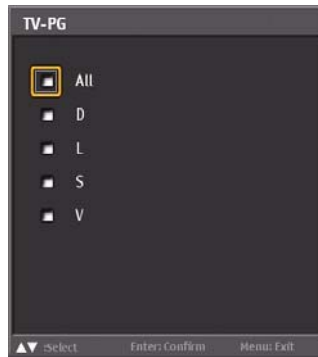 TV-PG
All
D
L
S
V
▲▼ :Select Enter: Confirm Menu: Exit